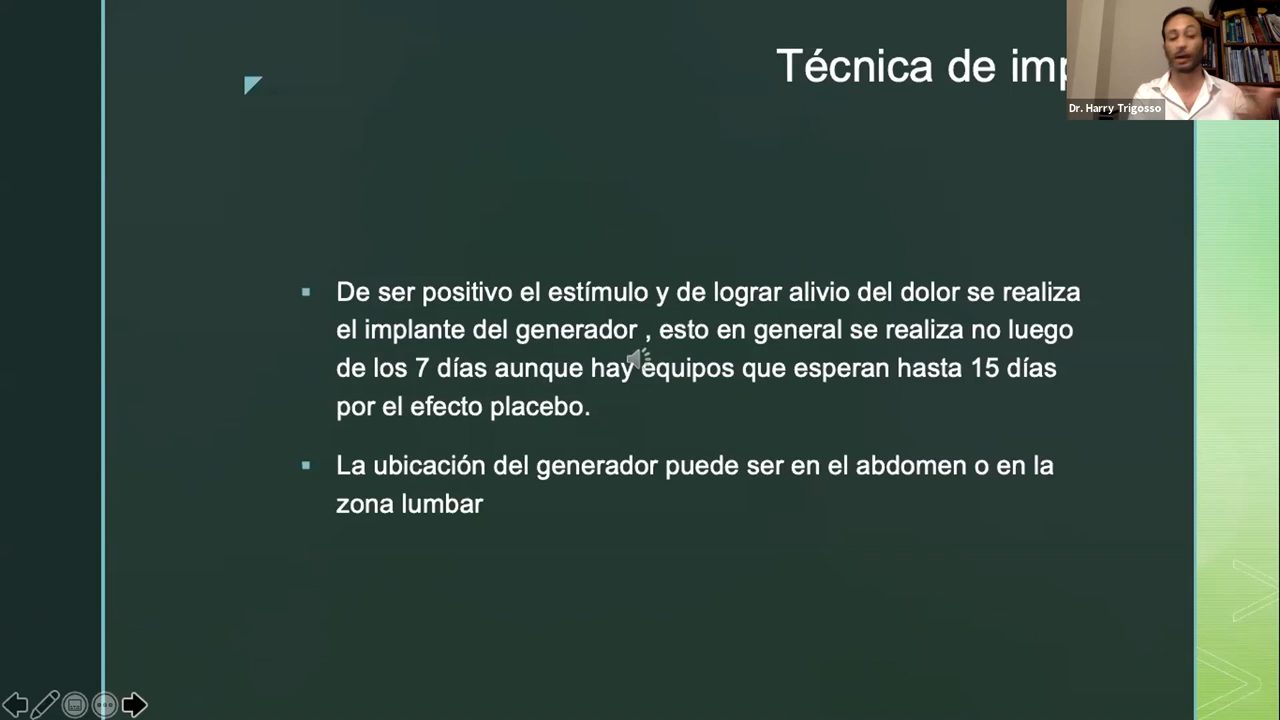 Técnica de imp
Dr. Harry Trigosso
De ser positivo el estímulo y de lograr alivio del dolor se realiza
el implante del generador , esto en general se realiza no luego
de los 7 días aunque hay equipos que esperan hasta 15 días
por el efecto placebo.
La ubicación del generador puede ser en el abdomen o en la
zona lumbar